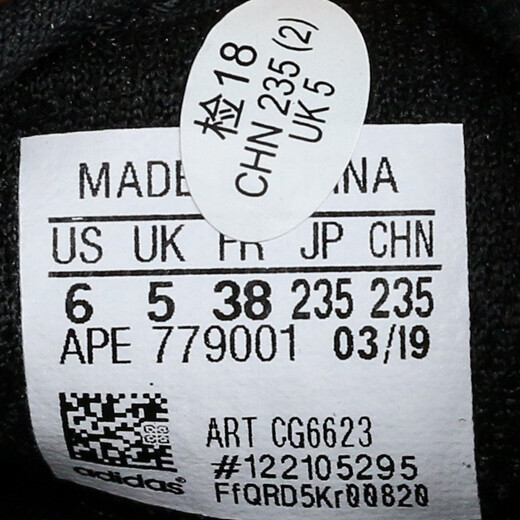 检18
CHN 235 (2)
UK 5
MADE
US UK FR JP CHN
6 5 38 235 235
APE 779001 03/19
ART CG6623
#122105295
adidas®
FfQRD5Kr00820